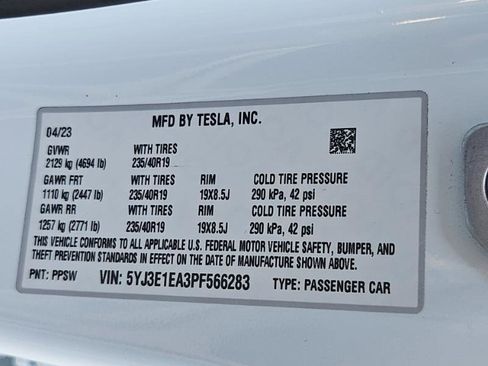 MFD BY TESLA, INC.
04/23
GVWR WITH TIRES
2129 kg (4694 lb) 235/40R19
GAWR FRT WITH TIRES RIM COLD TIRE PRESSURE
1110 kg (2447 lb) 235/40R19 19X8.5J 290 kPa, 42 psi
GAWR RR WITH TIRES RIM COLD TIRE PRESSURE
1257 kg (2771 lb) 235/40R19 19X8.5J 290 kPa, 42 psi
THIS VEHICLE CONFORMS TO ALL APPLICABLE U.S. FEDERAL MOTOR VEHICLE SAFETY, BUMPER, AND
THEFT PREVENTION STANDARDS IN EFFECT ON THE DATE OF MANUFACTURE SHOWN ABOVE.
PNT: PPSW VIN: 5YJ3E1EA3PF566283 TYPE: PASSENGER CAR